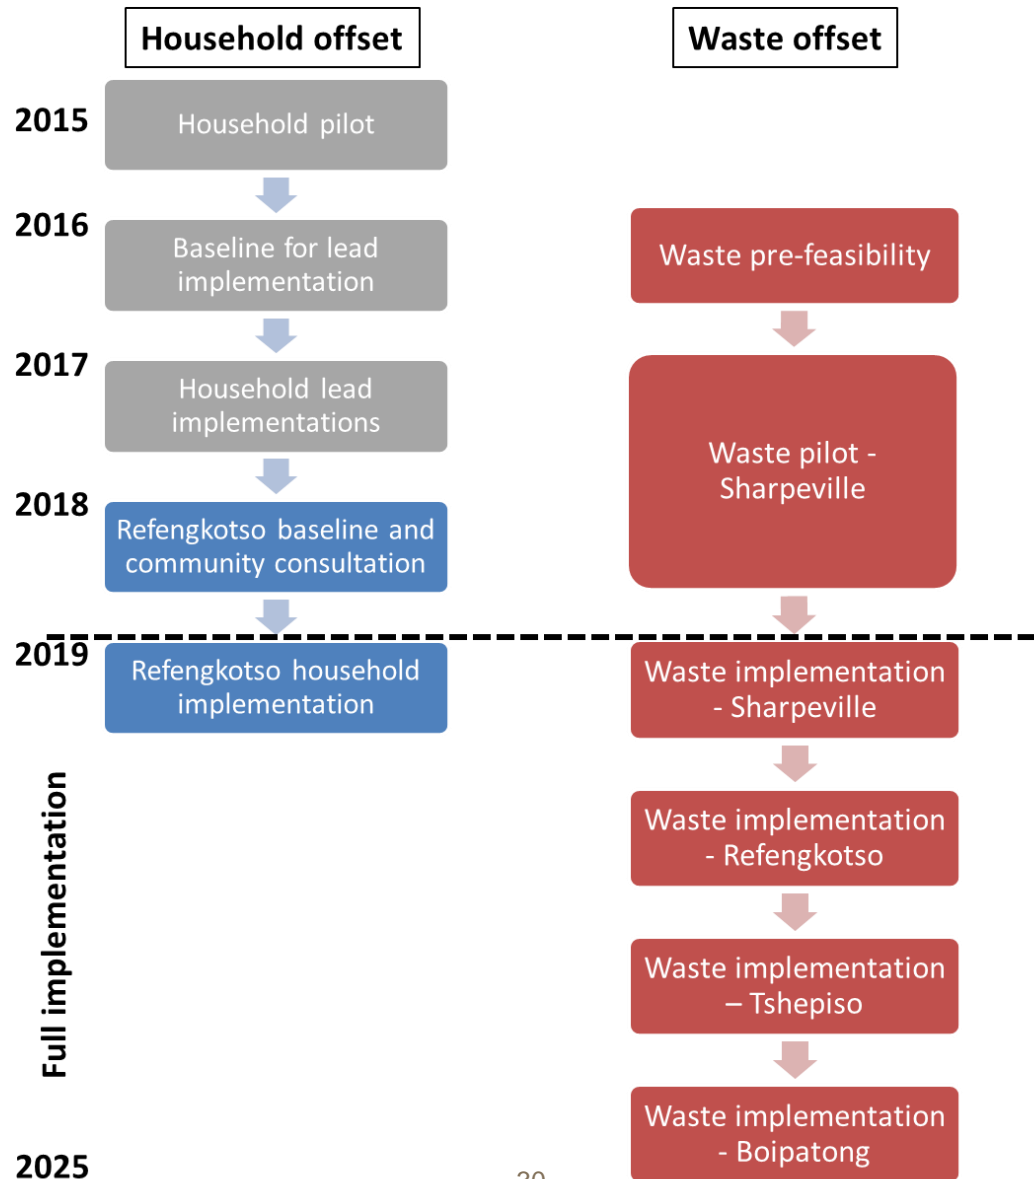 Household offset
Waste offset
2015
Household pilot
2016
Baseline for lead
implementation
Waste pre-feasibility
2017
Household lead
implementations
Waste pilot -
Sharpeville
2018
Refengkotso baseline and
community consultation
2019
Refengkotso household
implementation
Waste implementation
- Sharpeville
Full implementation
Waste implementation
- Refengkotso
Waste implementation
– Tshepiso
Waste implementation
- Boipatong
2025